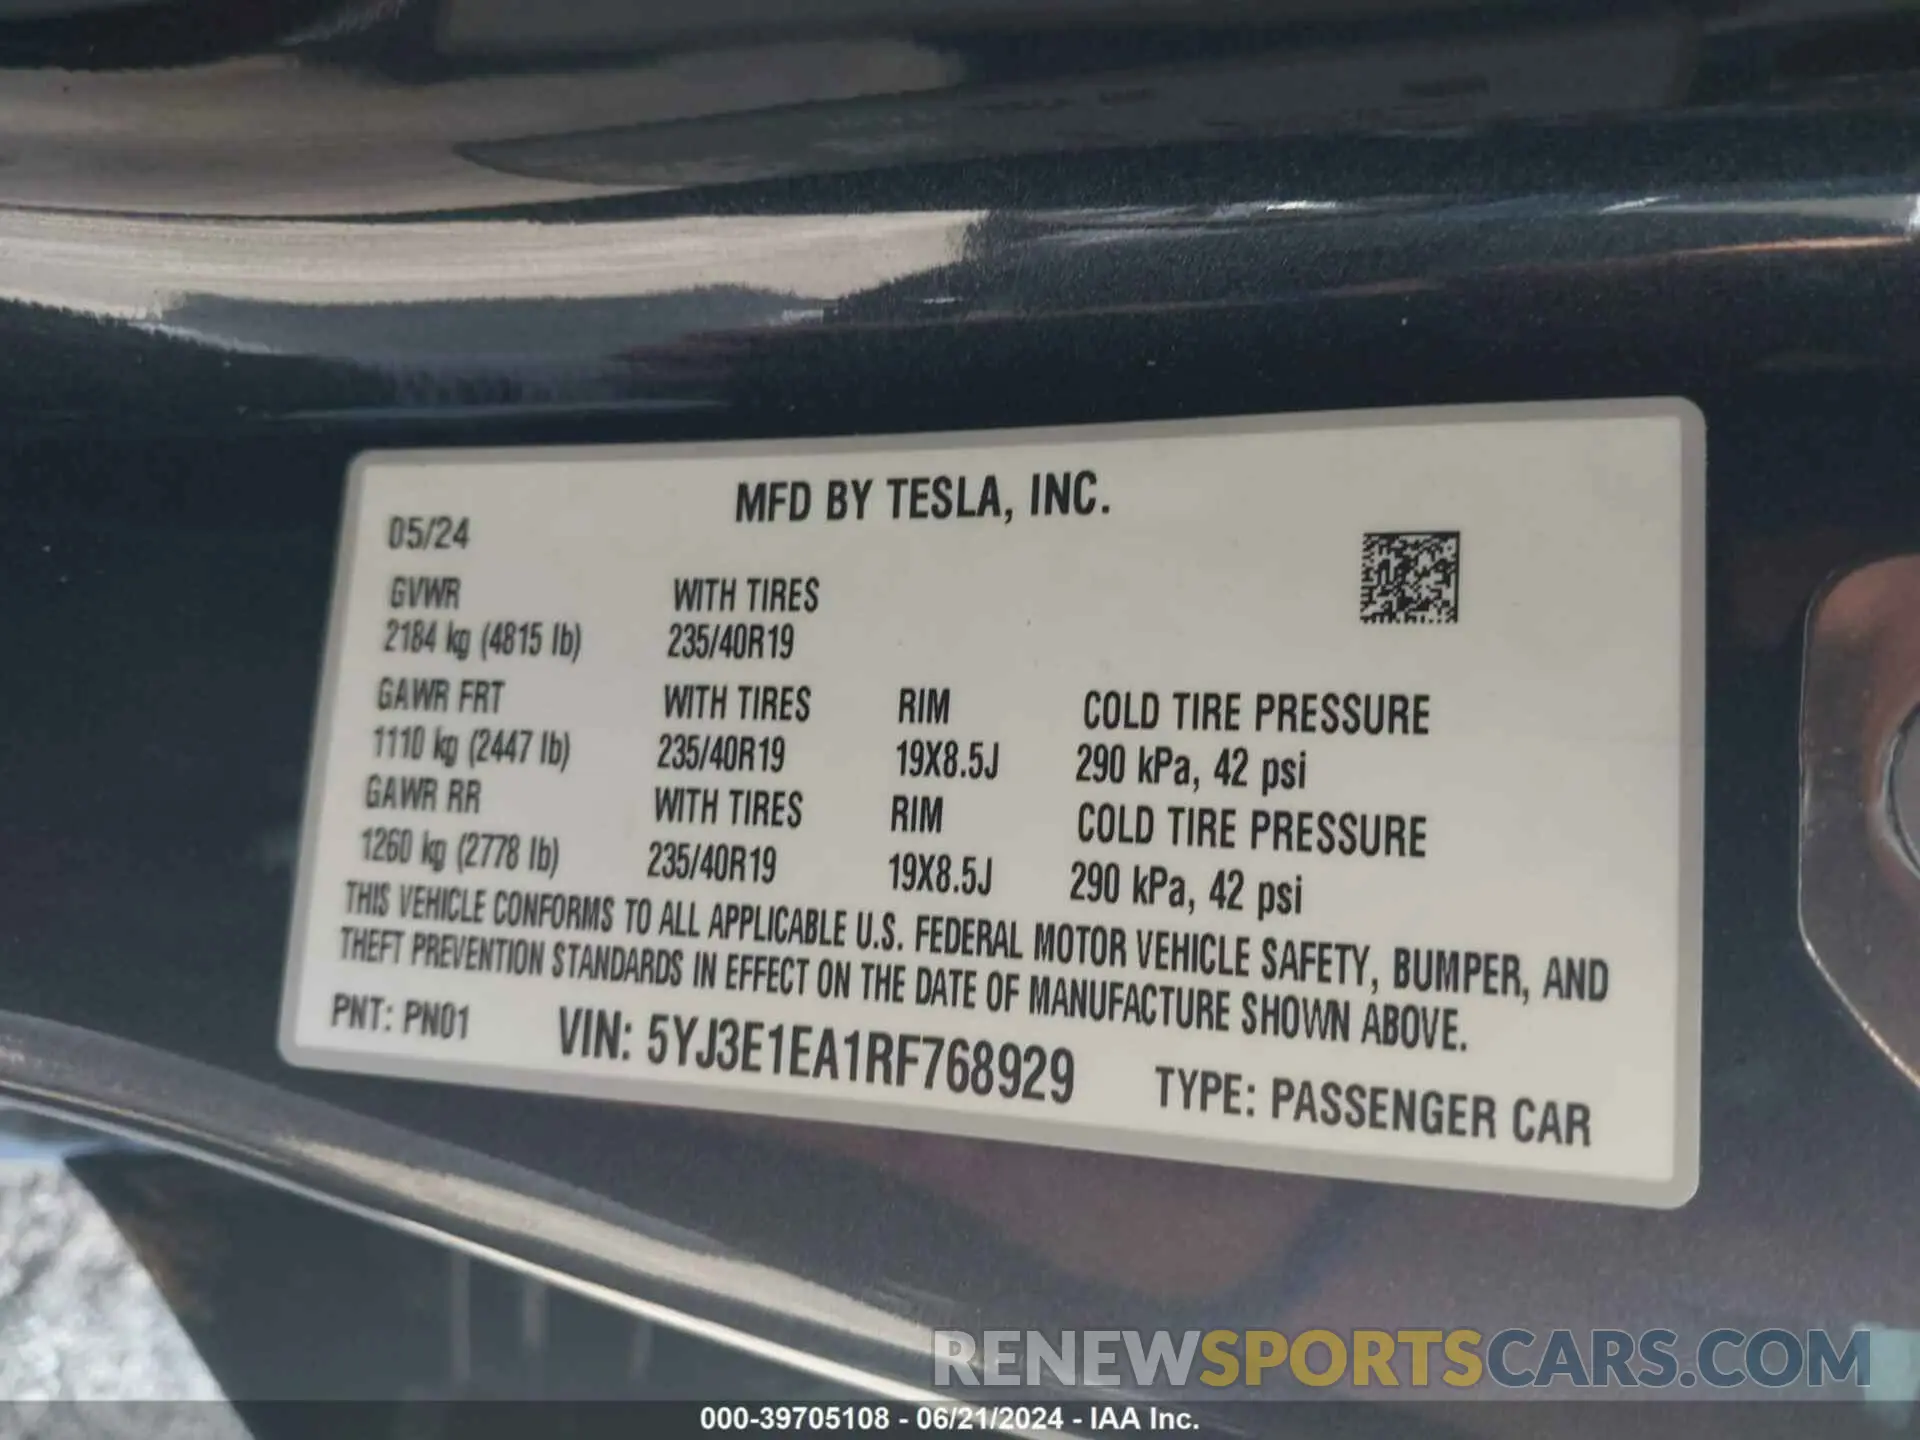 MFD BY TESLA, INC.
05/24
GVWR WITH TIRES
2184 kg (4815 lb) 235/40R19
GAWR FRT WITH TIRES RIM COLD TIRE PRESSURE
1110 kg (2447 lb) 235/40R19 19X8.5J 290 kPa, 42 psi
GAWR RR WITH TIRES RIM COLD TIRE PRESSURE
1260 kg (2778 lb) 235/40R19 19X8.5J 290 kPa, 42 psi
THIS VEHICLE CONFORMS TO ALL APPLICABLE U.S. FEDERAL MOTOR VEHICLE SAFETY, BUMPER, AND
THEFT PREVENTION STANDARDS IN EFFECT ON THE DATE OF MANUFACTURE SHOWN ABOVE.
PNT: PN01 VIN: 5YJ3E1EA1RF768929 TYPE: PASSENGER CAR
RENEWSPORTSCARS.COM
000-39705108 - 06/21/2024 - IAA Inc.